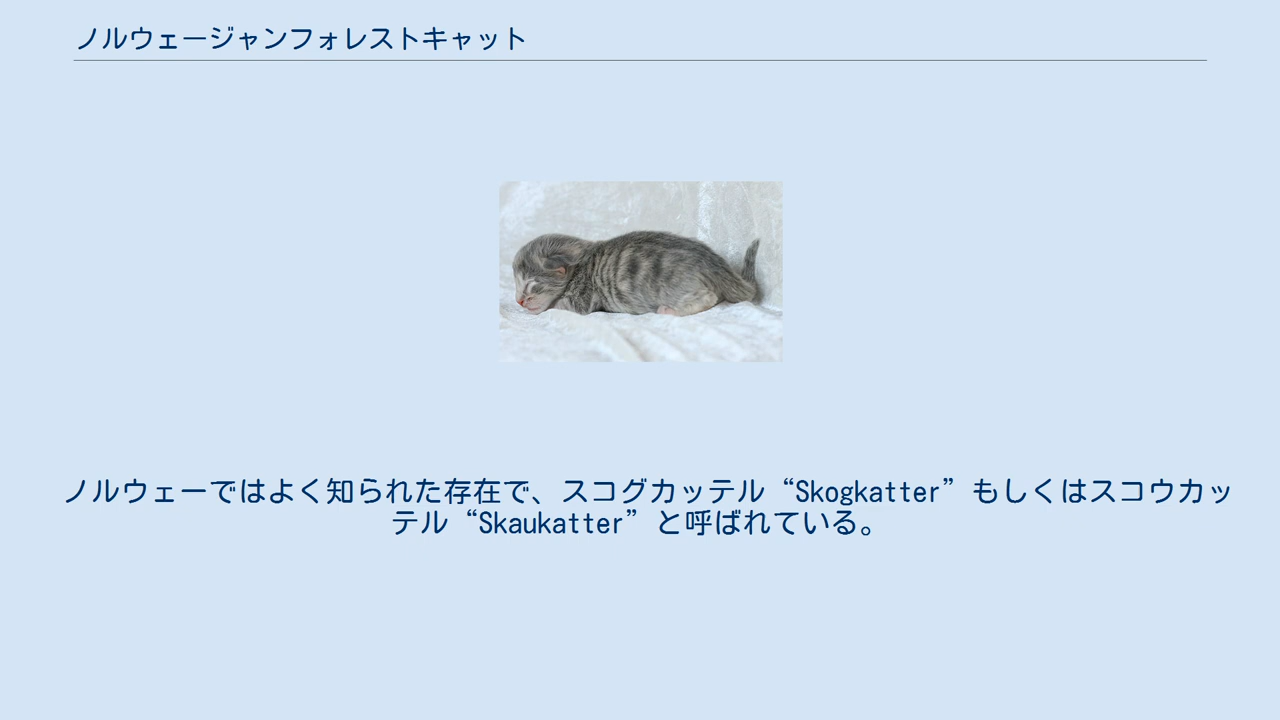 ノルウェージャンフォレストキャット
ノルウェーではよく知られた存在で、スコグカッテル“Skogkatter”もしくはスコウカッ
テル“Skaukatter”と呼ばれている。